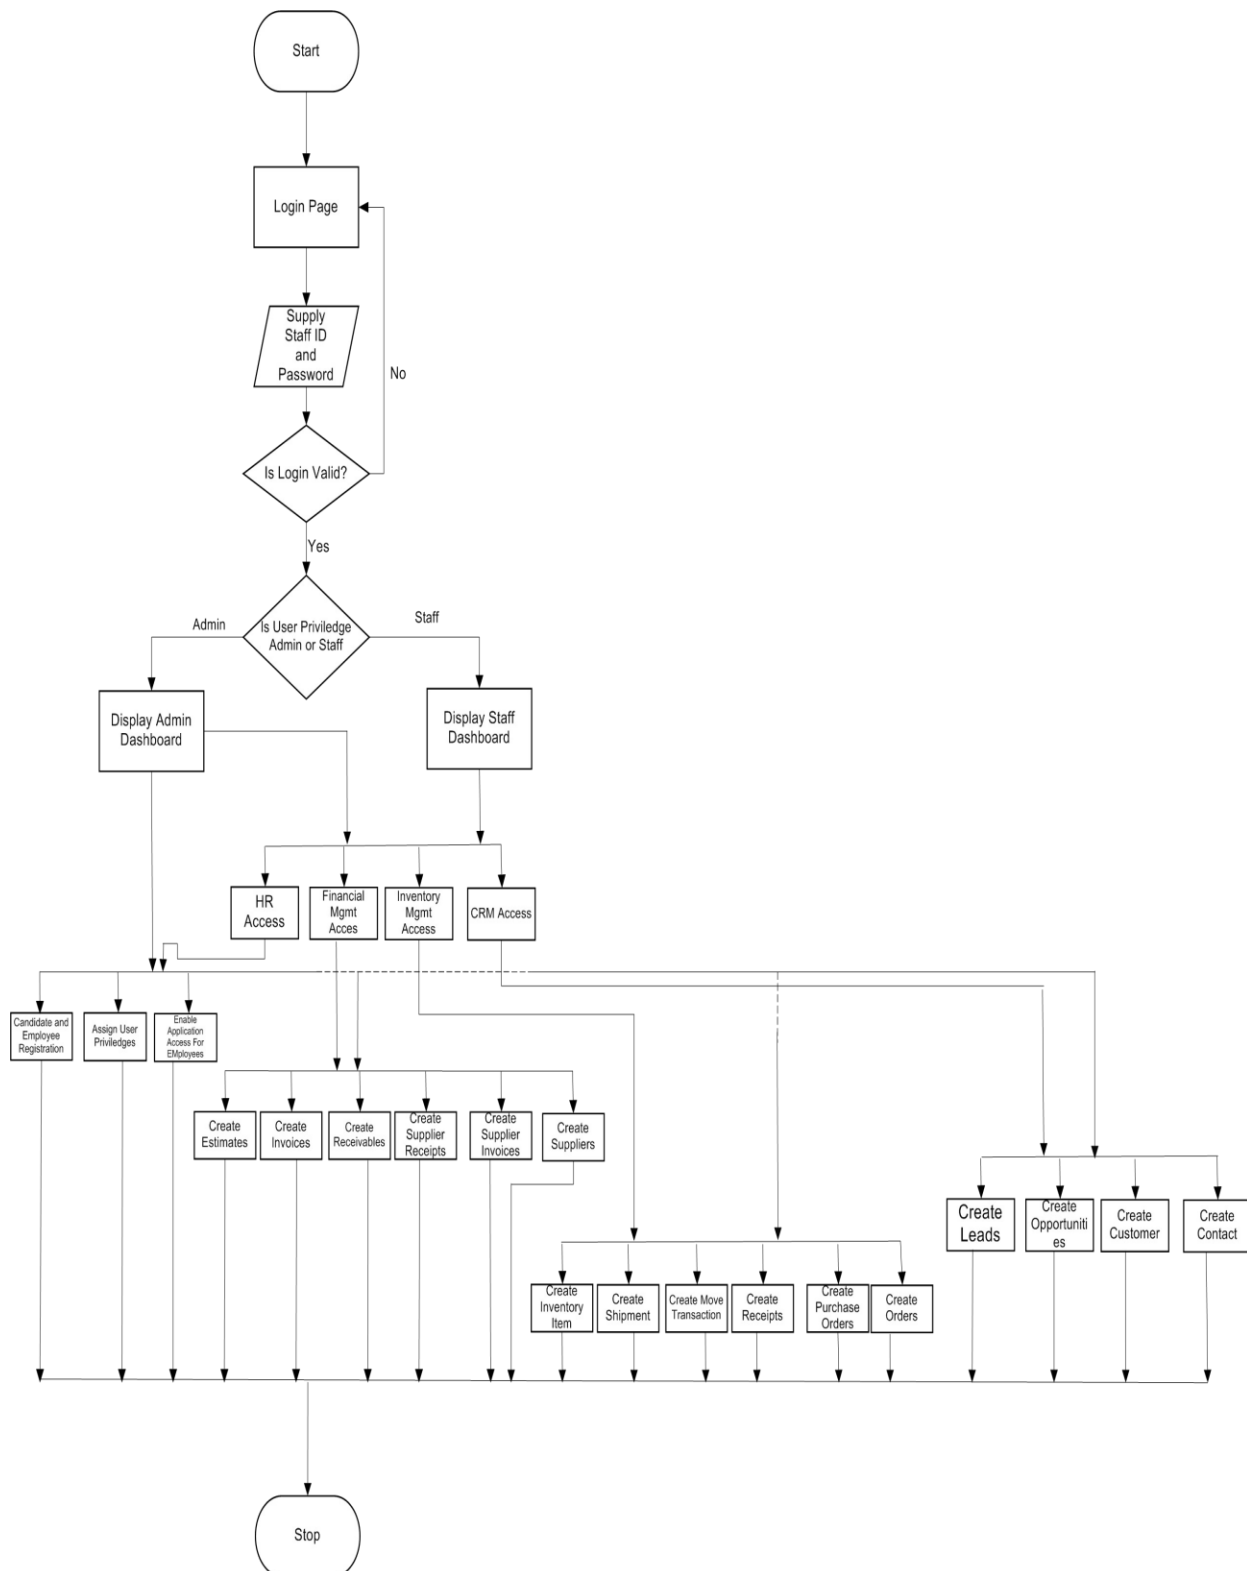 Start
Login Page
Supply
Staff ID
and
Password
No
Is Login Valid?
Yes
Admin
Is User Priviledge
Admin or Staff
Staff
Display Admin
Dashboard
Display Staff
Dashboard
HR
Access
Financial
Mgmt
Acces
Inventory
Mgmt
Access
CRM Access
Candidate and
Employee
Registration
Assign User
Priviledges
Enable
Application
Access For
EMployees
Create
Estimates
Create
Invoices
Create
Receivables
Create
Supplier
Receipts
Create
Supplier
Invoices
Create
Suppliers
Create
Leads
Create
Opportuniti
es
Create
Customer
Create
Contact
Create
Inventory
Item
Create
Shipment
Create Move
Transaction
Create
Receipts
Create
Purchase
Orders
Create
Orders
Stop